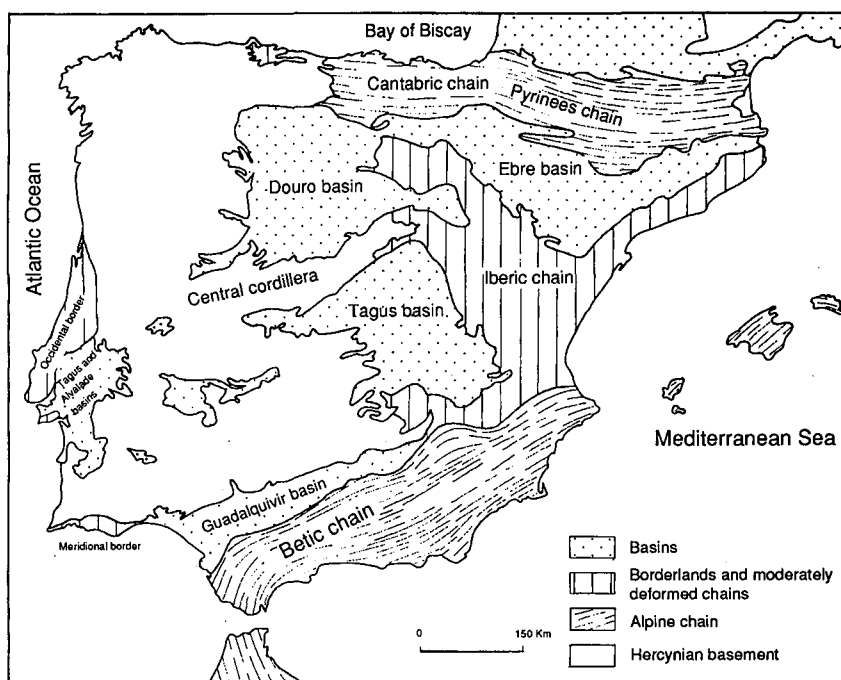 Bay of Biscay
Cantabric chain
Pyrinees chain
Ebre basin
Douro basin
Atlantic Ocean
Central cordillera
Iberic chain
Tagus basin
Occidental border
Tagus and
Alvalade
basins
Mediterranean Sea
Guadalquivir basin
Betic chain
Meridional border
Basins
Borderlands and moderately
deformed chains
Alpine chain
Hercynian basement
0 150 Km